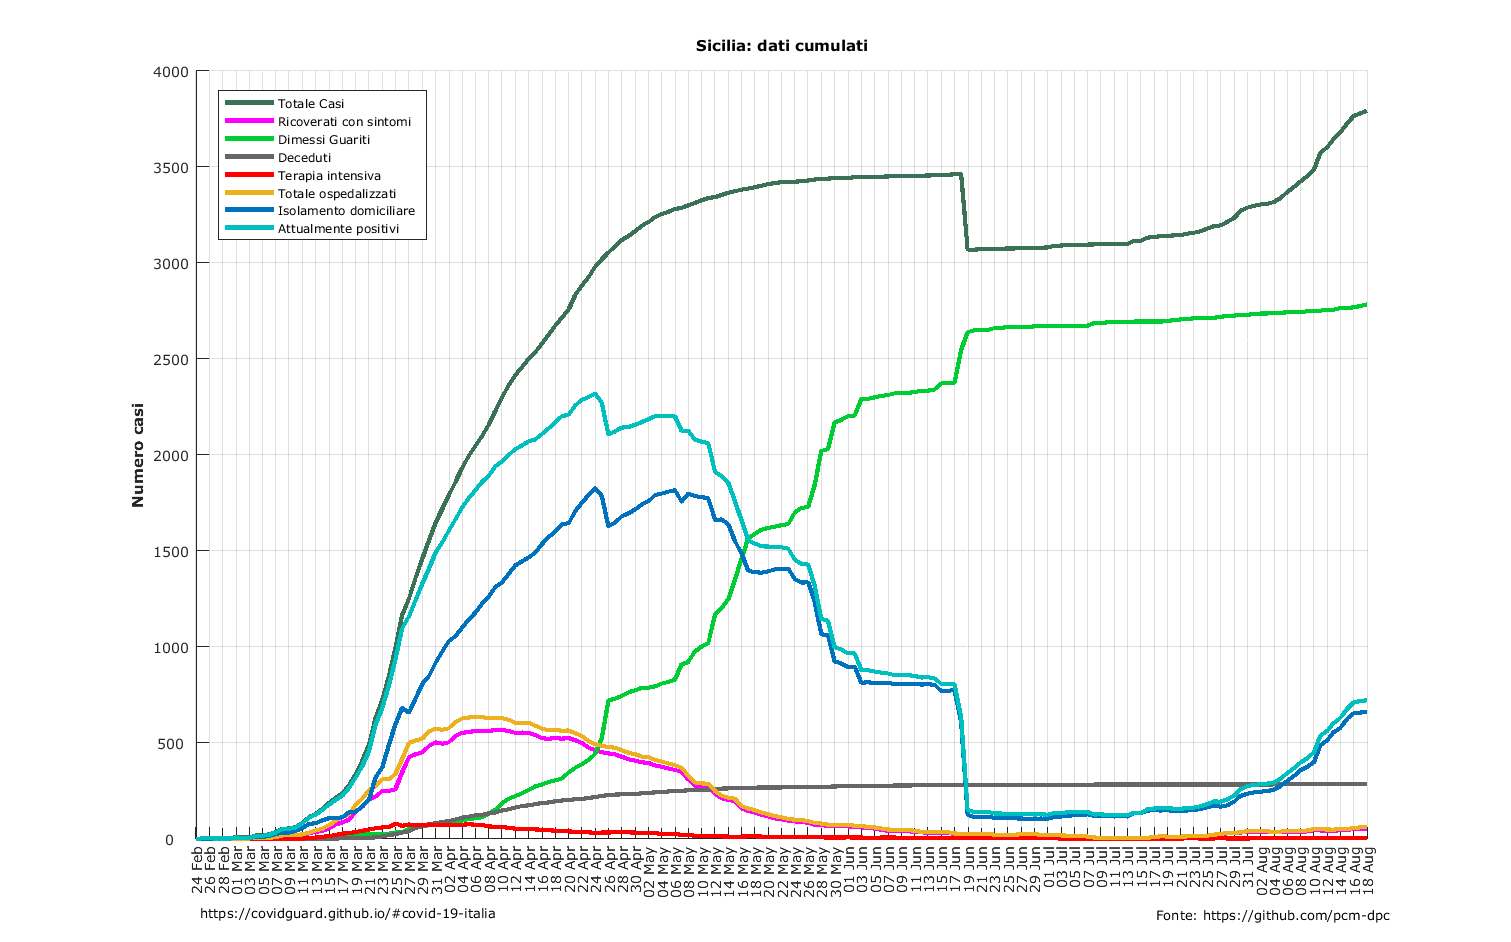 Sicilia: dati cumulati
4000
3500
3000
2500
2000
1500
1000
500
0
Numero casi
Totale Casi
Ricoverati con sintomi
Dimessi Guariti
Deceduti
Terapia intensiva
Totale ospedalizzati
Isolamento domiciliare
Attualmente positivi
24 Feb
26 Feb
28 Feb
01 Mar
03 Mar
05 Mar
07 Mar
09 Mar
11 Mar
13 Mar
15 Mar
17 Mar
19 Mar
21 Mar
23 Mar
25 Mar
27 Mar
29 Mar
31 Mar
02 Apr
04 Apr
06 Apr
08 Apr
10 Apr
12 Apr
14 Apr
16 Apr
18 Apr
20 Apr
22 Apr
24 Apr
26 Apr
28 Apr
30 Apr
02 May
04 May
06 May
08 May
10 May
12 May
14 May
16 May
18 May
20 May
22 May
24 May
26 May
28 May
30 May
01 Jun
03 Jun
05 Jun
07 Jun
09 Jun
11 Jun
13 Jun
15 Jun
17 Jun
19 Jun
21 Jun
23 Jun
25 Jun
27 Jun
29 Jun
01 Jul
03 Jul
05 Jul
07 Jul
09 Jul
11 Jul
13 Jul
15 Jul
17 Jul
19 Jul
21 Jul
23 Jul
25 Jul
27 Jul
29 Jul
31 Jul
02 Aug
04 Aug
06 Aug
08 Aug
10 Aug
12 Aug
14 Aug
16 Aug
18 Aug
https://covidguard.github.io/#covid-19-italia
Fonte: https://github.com/pcm-dpc